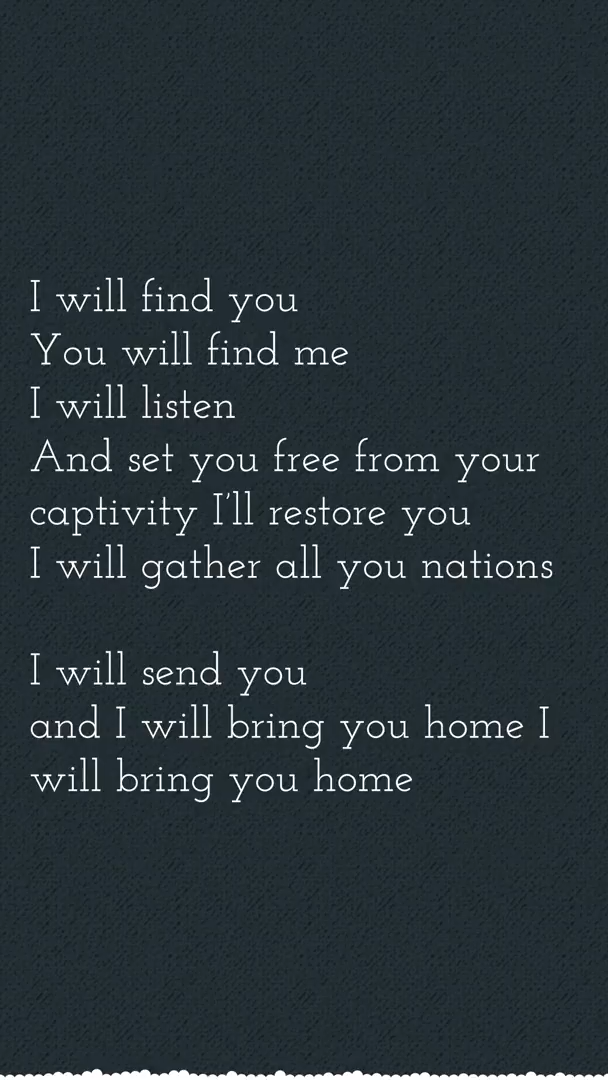 I will find you
You will find me
I will listen
And set you free from your
captivity I'll restore you
I will gather all you nations
I will send you
and I will bring you home I
will bring you home